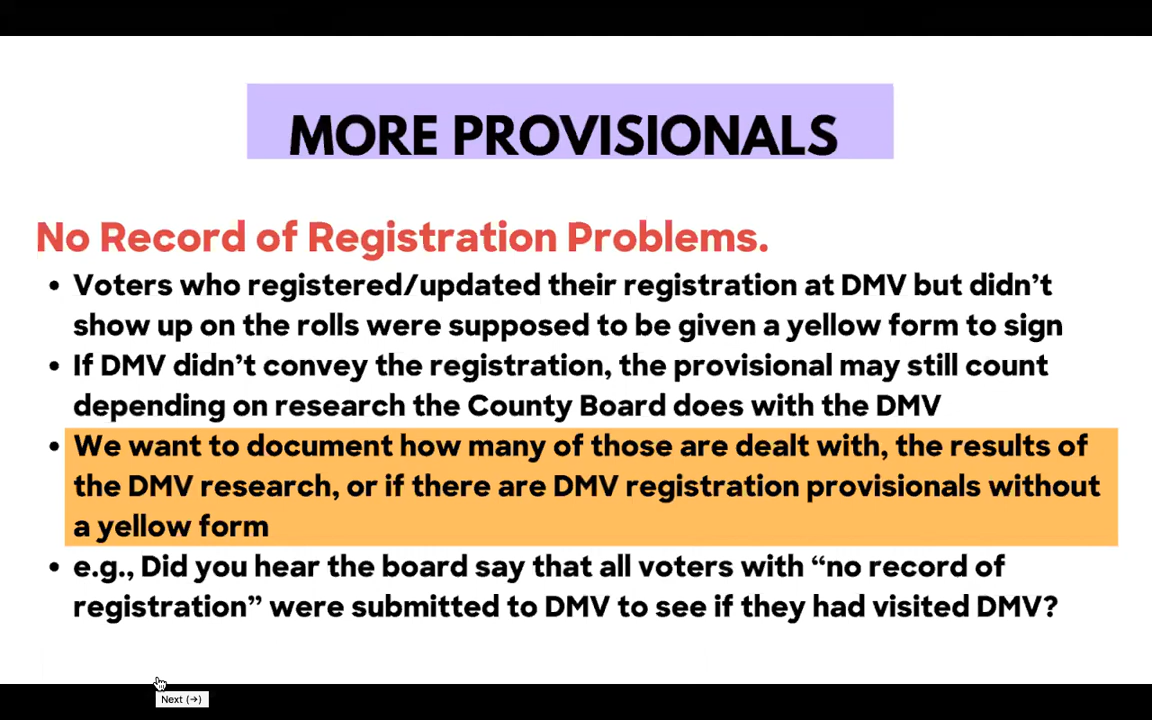 MORE PROVISIONALS
No Record of Registration Problems.
• Voters who registered/updated their registration at DMV but didn’t
show up on the rolls were supposed to be given a yellow form to sign
• If DMV didn’t convey the registration, the provisional may still count
depending on research the County Board does with the DMV
• We want to document how many of those are dealt with, the results of
the DMV research, or if there are DMV registration provisionals without
a yellow form
• e.g., Did you hear the board say that all voters with “no record of
registration” were submitted to DMV to see if they had visited DMV?
Next (→)